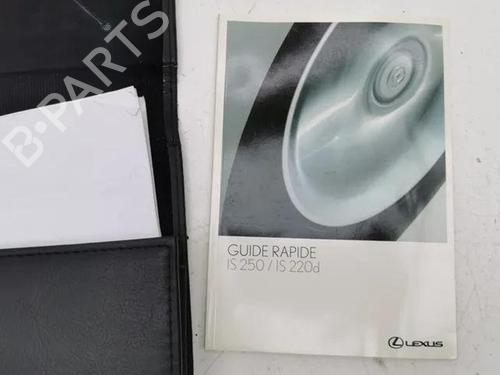 B-PARTS
GUIDE RAPIDE
IS 250 / IS 220d
LEXUS